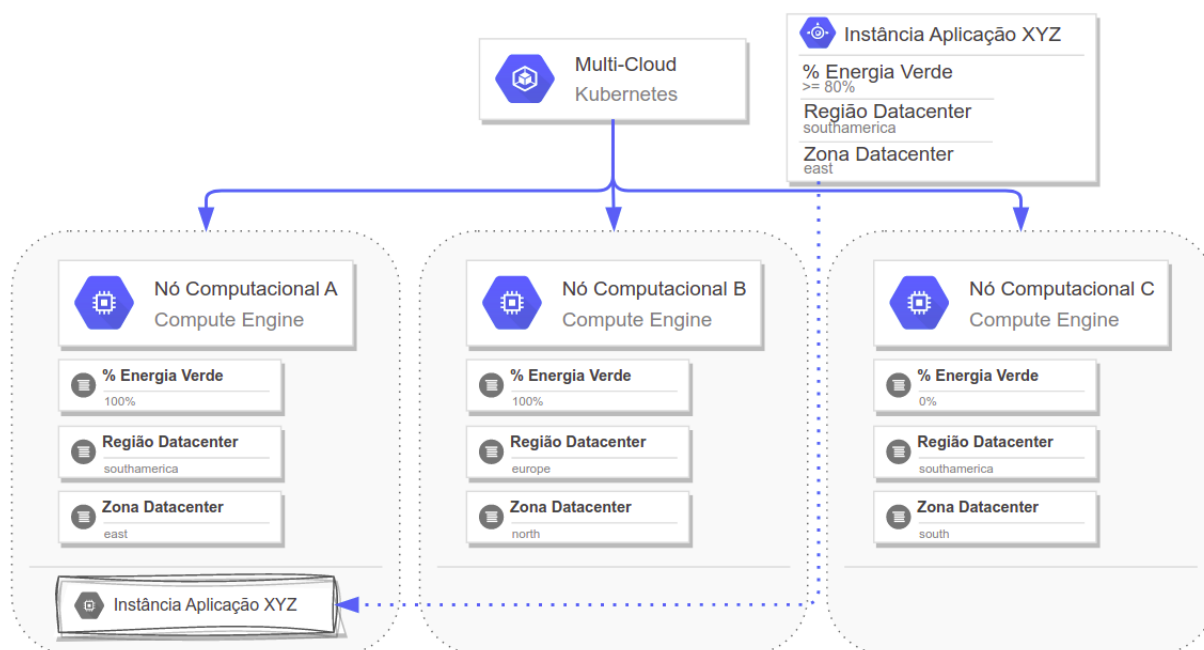 Multi-Cloud
Kubernetes
Instância Aplicação XYZ
% Energia Verde
>= 80%
Região Datacenter
southamerica
Zona Datacenter
east
Nó Computacional A
Compute Engine
% Energia Verde
100%
Região Datacenter
southamerica
Zona Datacenter
east
Instância Aplicação XYZ
Nó Computacional B
Compute Engine
% Energia Verde
100%
Região Datacenter
europe
Zona Datacenter
north
Nó Computacional C
Compute Engine
% Energia Verde
0%
Região Datacenter
southamerica
Zona Datacenter
south